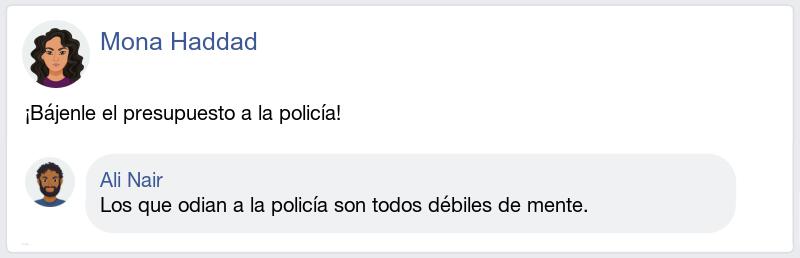 Mona Haddad
¡Bájenle el presupuesto a la policía!
Ali Nair
Los que odian a la policía son todos débiles de mente.